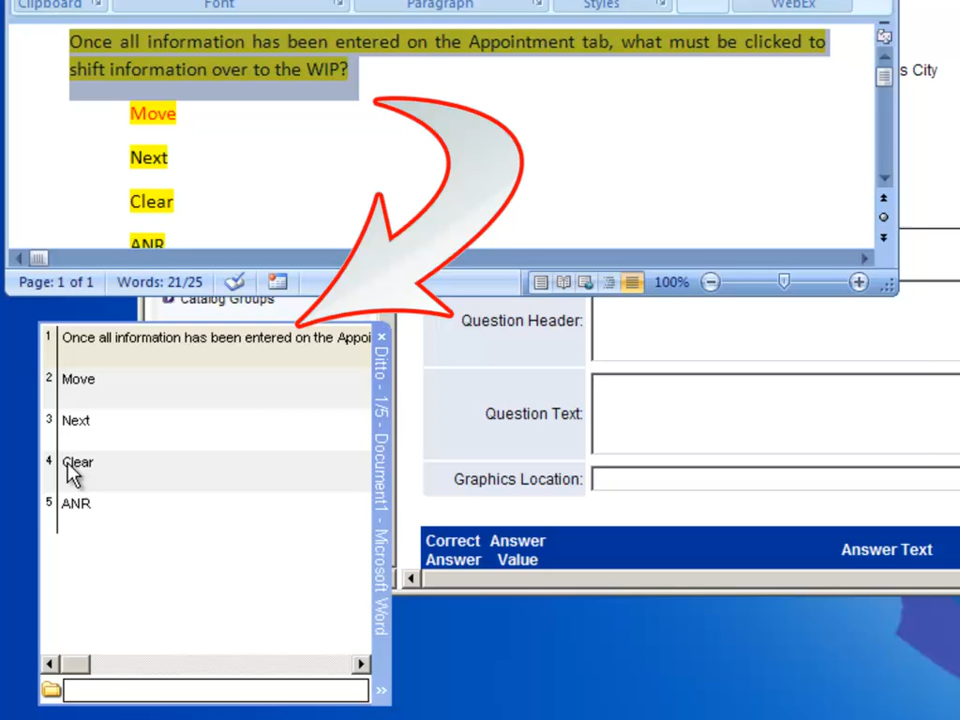 Clipboard
Font
Paragraph
Styles
WebEx
Once all information has been entered on the Appointment tab, what must be clicked to
shift information over to the WIP?
Move
Next
Clear
ANR
Page: 1 of 1
Words: 21/25
100%
s City
Catalog Groups
Question Header:
Question Text:
Graphics Location:
Correct Answer
Answer Value
Answer Text
1 Once all information has been entered on the Appoi
2 Move
3 Next
4 Clear
5 ANR
Ditto - 1/5 - Document1 - Microsoft Word